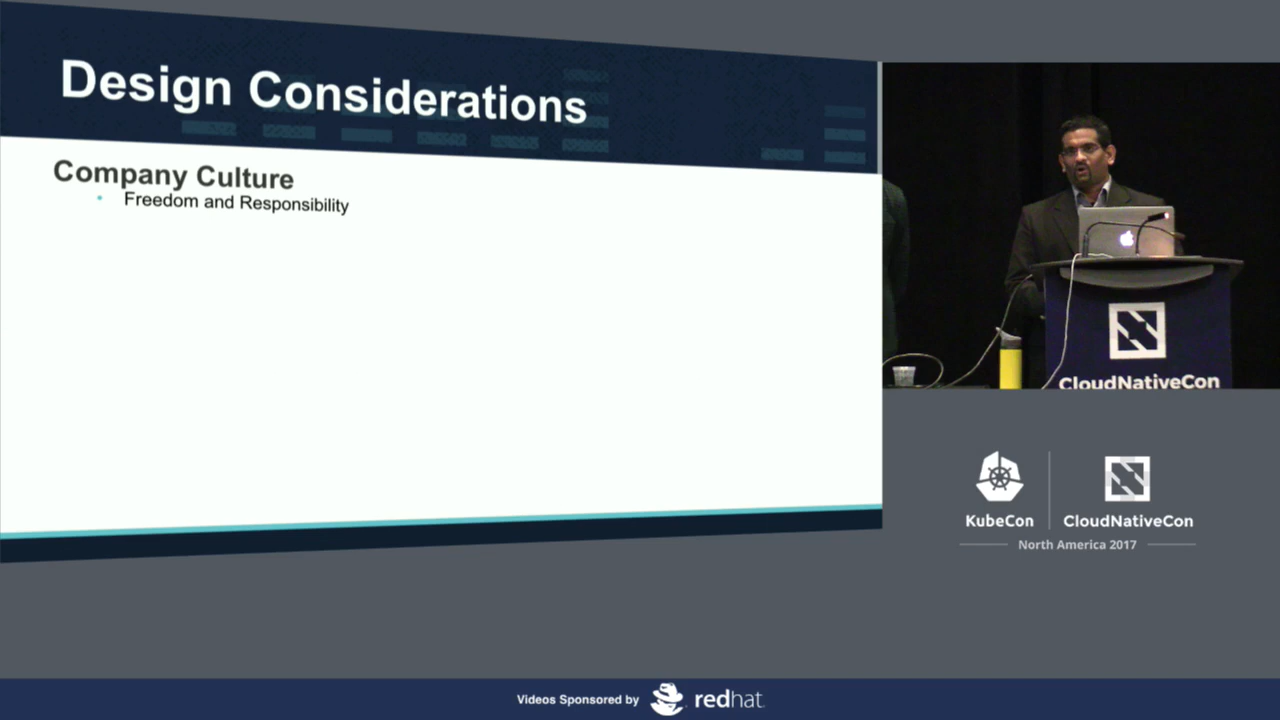 Design Considerations
Company Culture
• Freedom and Responsibility
CloudNativeCon
KubeCon
CloudNativeCon
North America 2017
Videos Sponsored by
redhat